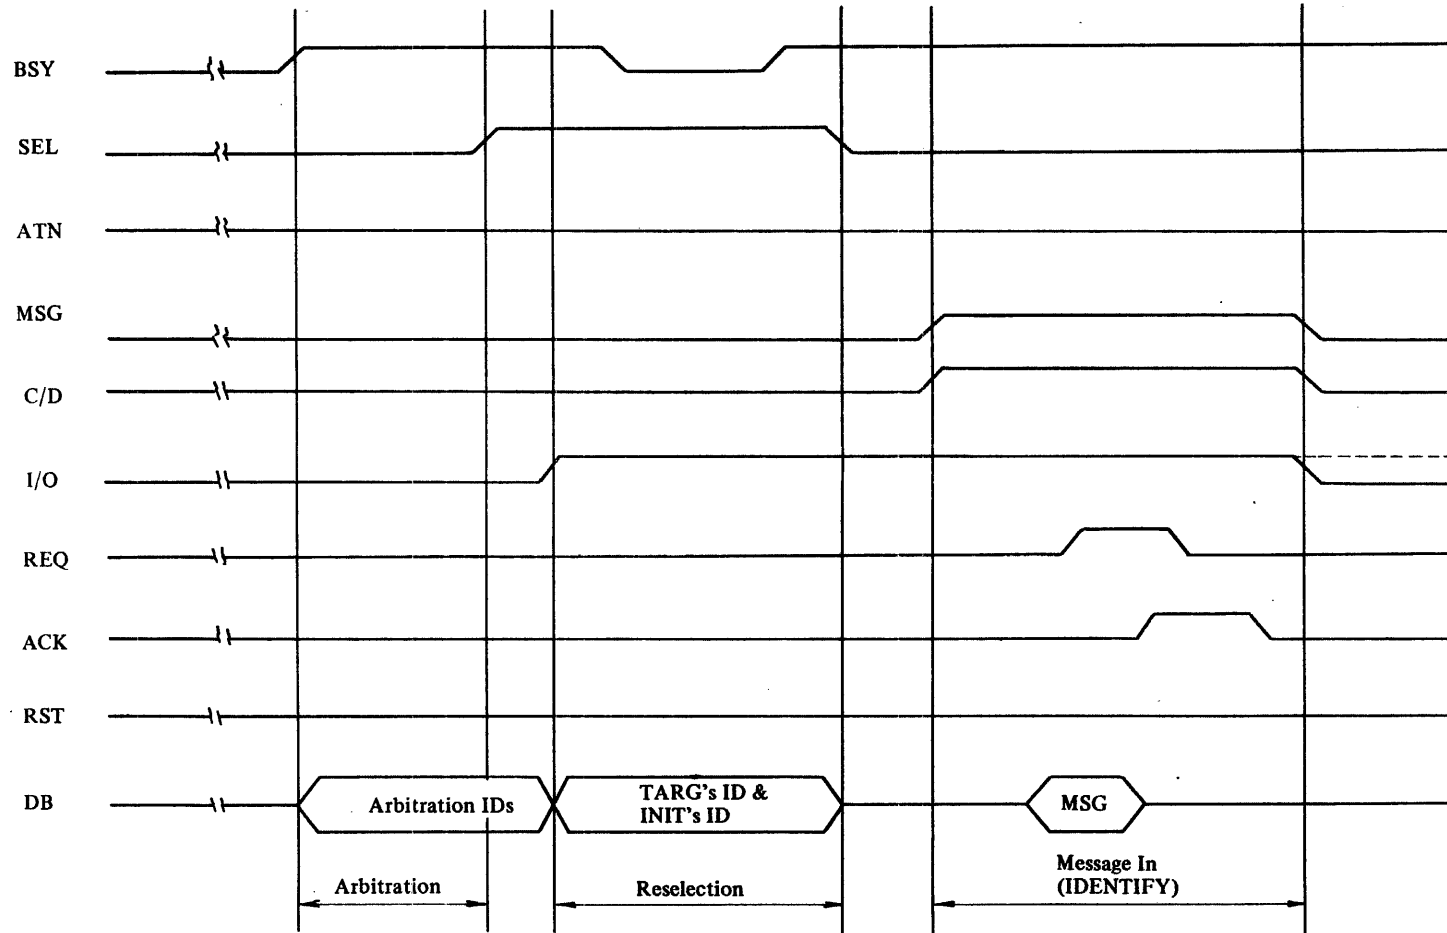 BSY
SEL
ATN
MSG
C/D
I/O
REQ
ACK
RST
DB
Arbitration IDs
TARG's ID &
INIT's ID
MSG
Arbitration
Reselection
Message In
(IDENTIFY)